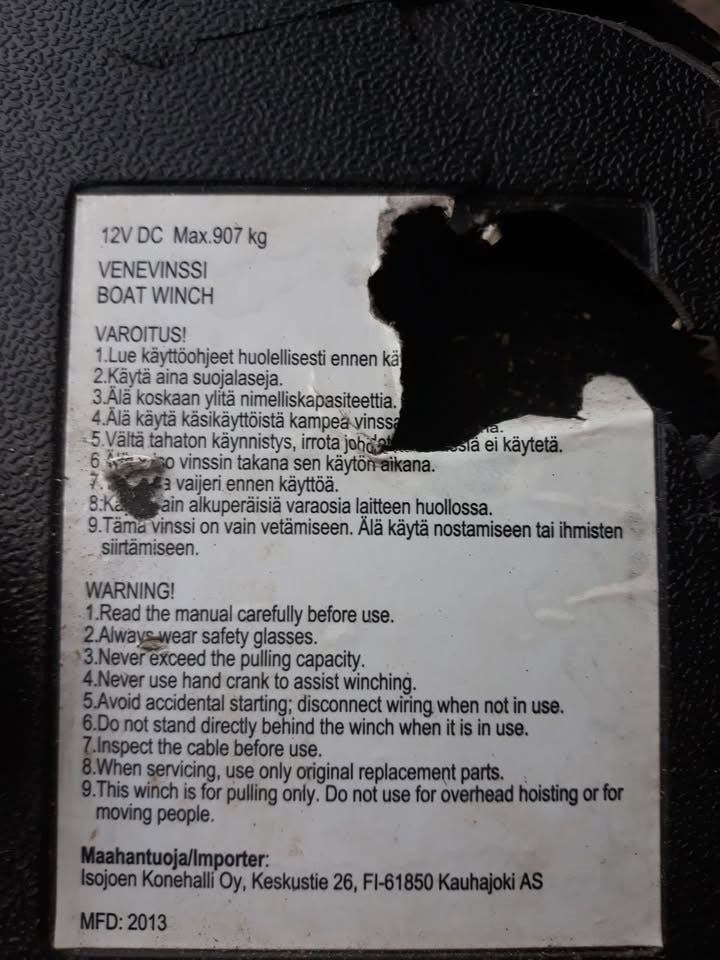 12V DC Max.907 kg
VENEVINSSI
BOAT WINCH
VAROITUS!
1.Lue käyttöohjeet huolellisesti ennen kä
2.Käytä aina suojalaseja.
3.Älä koskaan ylitä nimelliskapasiteettia.
4.Älä käytä käsikäyttöistä kampea vinssa
5.Vältä tahaton käynnistys, irrota ei käytetä.
6 vinssin takana sen käytön aikana.
7. vaijeri ennen käyttöä.
8. alkuperäisiä varaosia laitteen huollossa.
9.Tämä vinssi on vain vetämiseen. Älä käytä nostamiseen tai ihmisten
siirtämiseen.
WARNING!
1.Read the manual carefully before use.
2.Always wear safety glasses.
3.Never exceed the pulling capacity.
4.Never use hand crank to assist winching.
5.Avoid accidental starting; disconnect wiring when not in use.
6.Do not stand directly behind the winch when it is in use.
7.Inspect the cable before use.
8.When servicing, use only original replacement parts.
9.This winch is for pulling only. Do not use for overhead hoisting or for
moving people.
Maahantuoja/Importer:
Isojoen Konehalli Oy, Keskustie 26, FI-61850 Kauhajoki AS
MFD: 2013